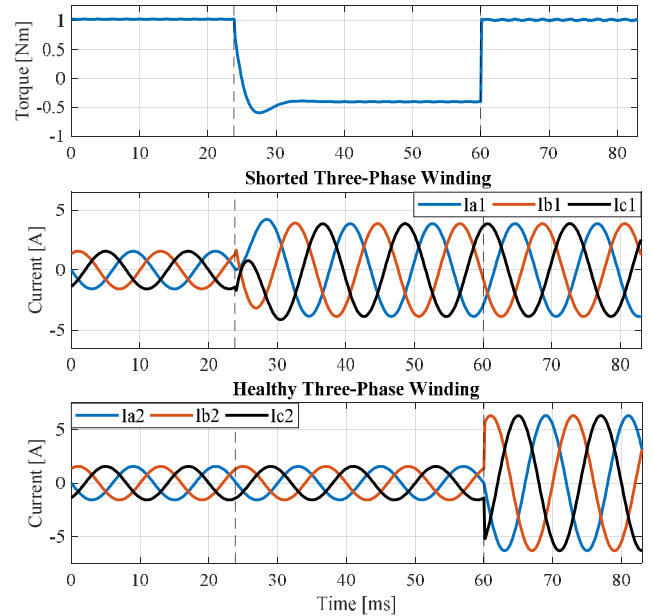 Torque [Nm]
1
0.5
0
-0.5
-1
0 10 20 30 40 50 60 70 80
Shorted Three-Phase Winding
Ia1 Ib1 Ic1
Current [A]
5
0
-5
0 10 20 30 40 50 60 70 80
Healthy Three-Phase Winding
Ia2 Ib2 Ic2
Current [A]
5
0
-5
0 10 20 30 40 50 60 70 80
Time [ms]